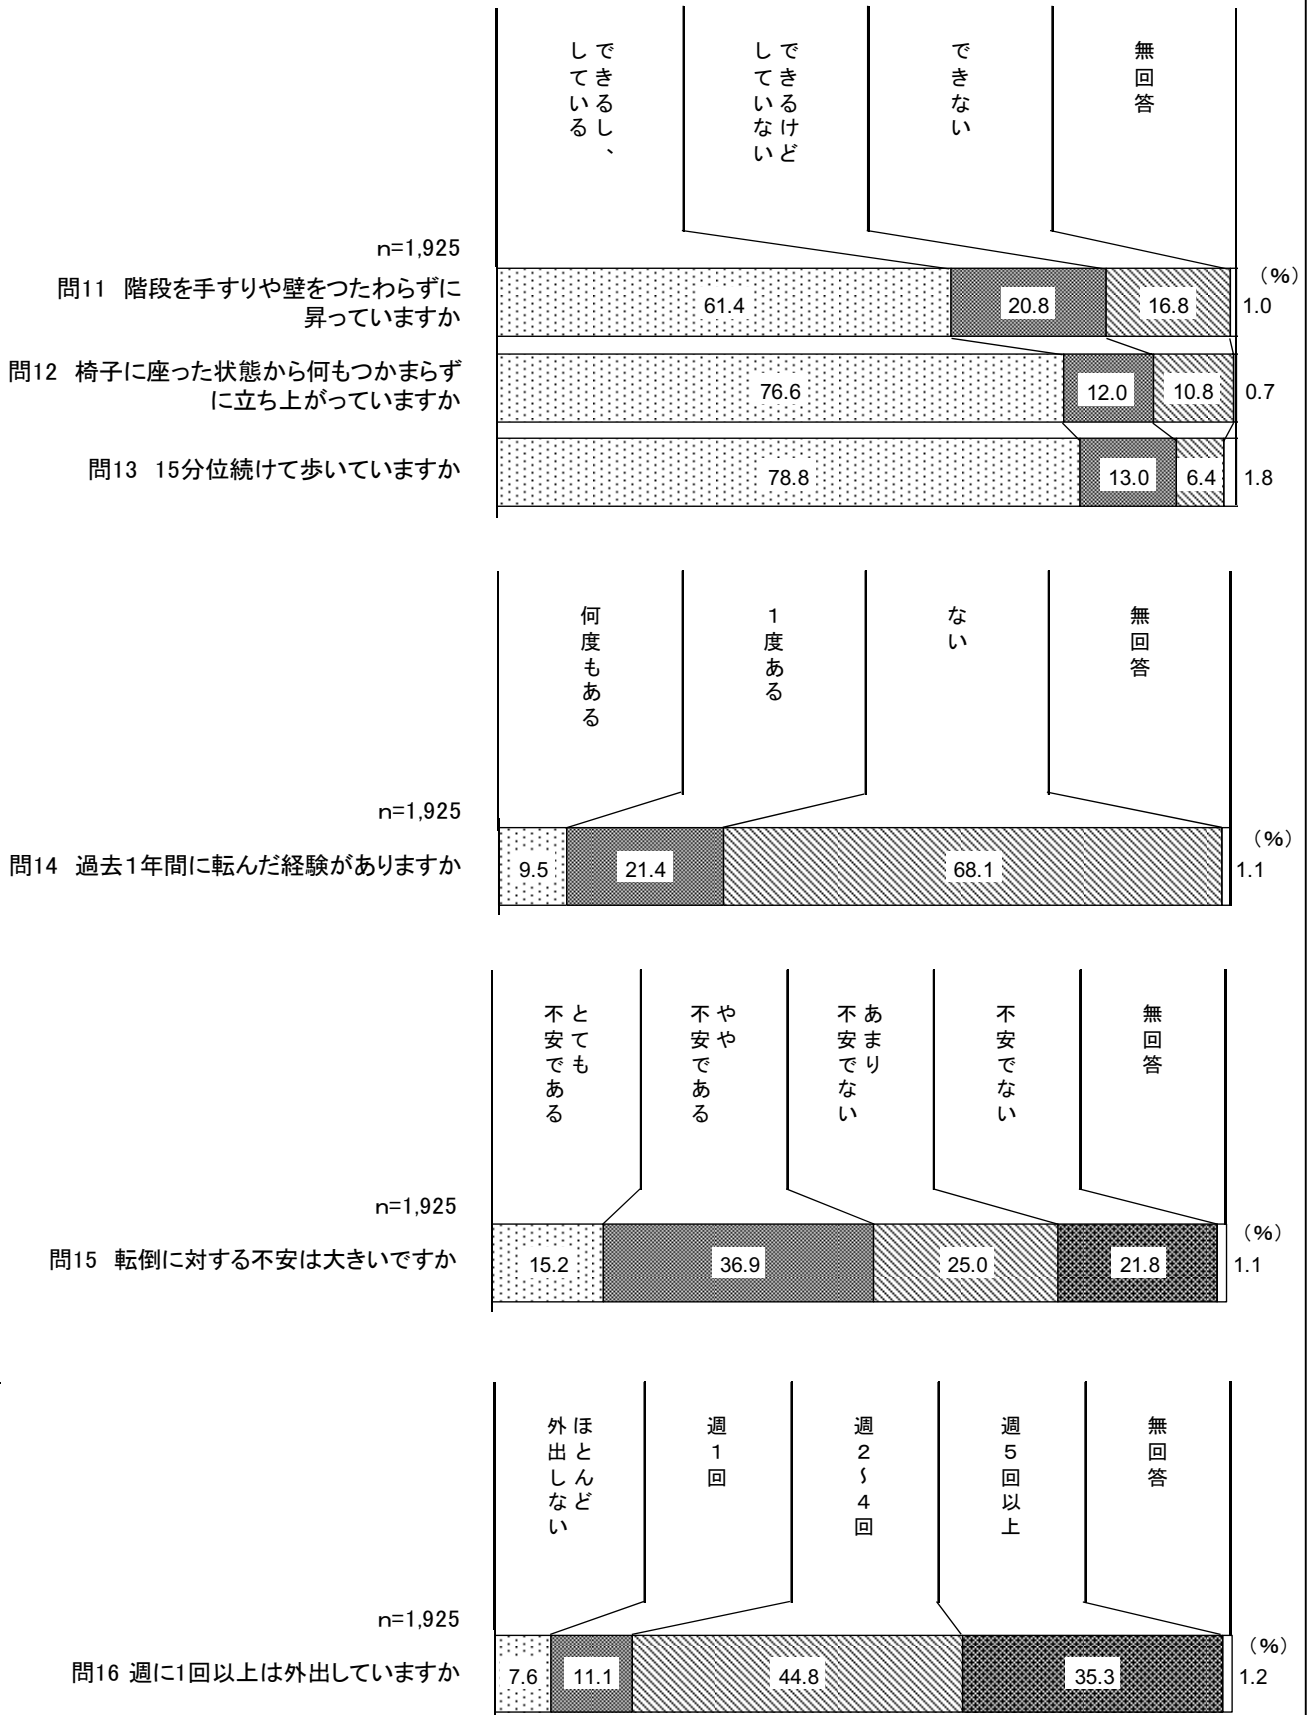 できるし、
している
できるけど
していない
できない
無回答
n=1,925
(%)
問11 階段を手すりや壁をつたわらずに
昇っていますか
61.4 20.8 16.8 1.0
問12 椅子に座った状態から何もつかまらず
に立ち上がっていますか
76.6 12.0 10.8 0.7
問13 15分位続けて歩いていますか
78.8 13.0 6.4 1.8
何度もある
1度ある
ない
無回答
n=1,925
(%)
問14 過去1年間に転んだ経験がありますか
9.5 21.4 68.1 1.1
とても
不安である
やや
不安である
あまり
不安でない
不安でない
無回答
n=1,925
(%)
問15 転倒に対する不安は大きいですか
15.2 36.9 25.0 21.8 1.1
ほとんど
外出しない
週1回
週2~4回
週5回以上
無回答
n=1,925
(%)
問16 週に1回以上は外出していますか
7.6 11.1 44.8 35.3 1.2